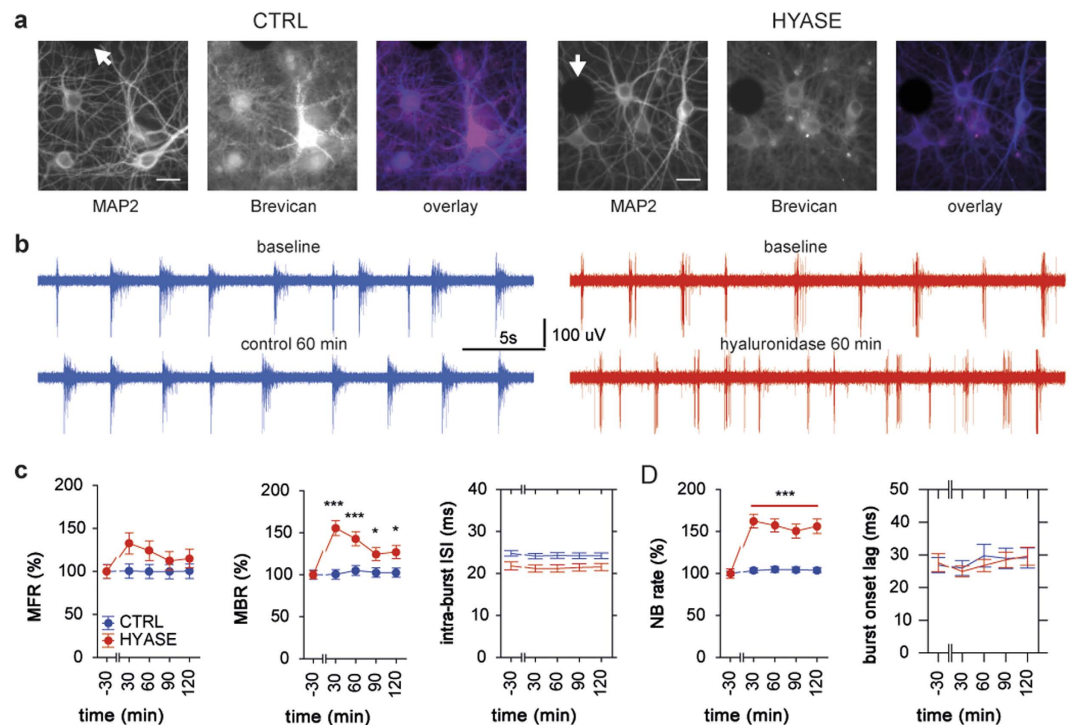 a
CTRL
HYASE
MAP2
Brevican
overlay
MAP2
Brevican
overlay
b
baseline
baseline
control 60 min
5s
100 uV
hyaluronidase 60 min
c
200
150
100
50
0
MFR (%)
CTRL
HYASE
-30
30
60
90
120
time (min)
200
150
100
50
0
MBR (%)
***
***
*
*
-30
30
60
90
120
time (min)
40
30
20
10
0
intra-burst ISI (ms)
-30
30
60
90
120
time (min)
D
200
150
100
50
0
NB rate (%)
***
-30
30
60
90
120
time (min)
50
40
30
20
10
0
burst onset lag (ms)
-30
30
60
90
120
time (min)